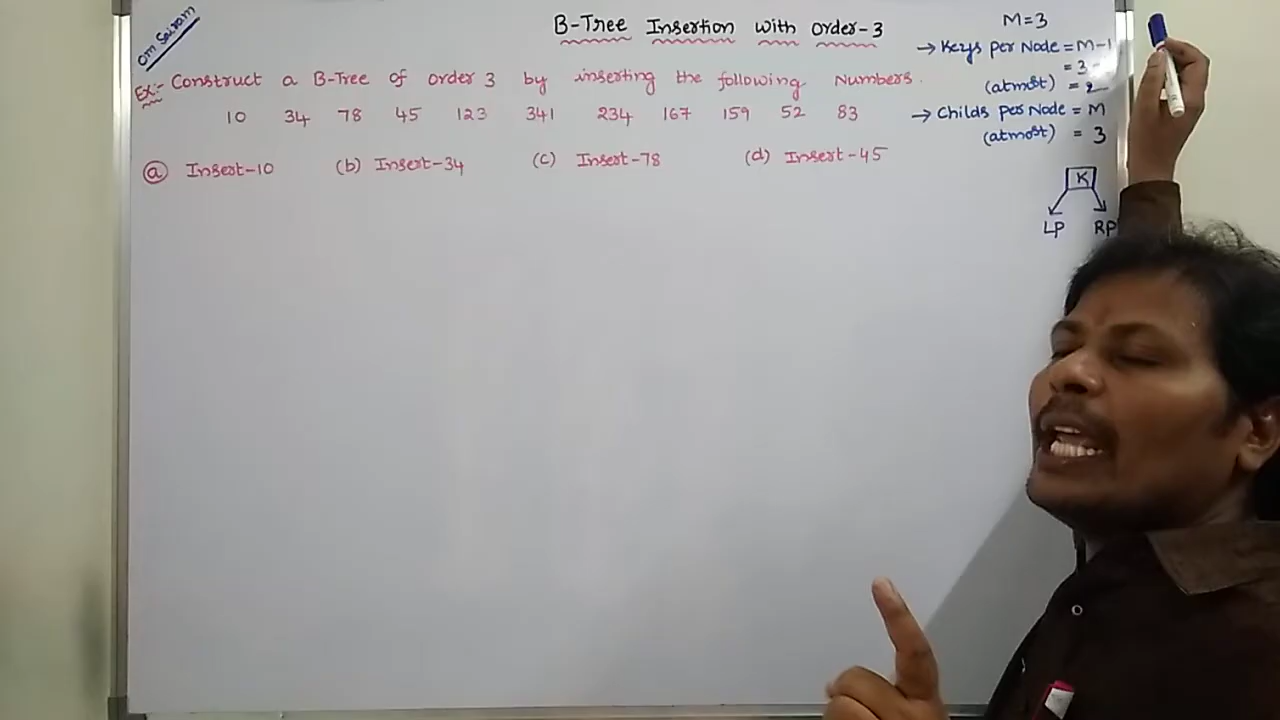 Om Sairam
B-Tree Insertion with order-3
Ex:- Construct a B-Tree of order 3 by inserting the following Numbers.
10 34 78 45 123 341 234 167 159 52 83
(a) Insert-10 (b) Insert-34 (c) Insert-78 (d) Insert-45
M=3
→ Keys per Node = M-1
= 3-
(atmost) = 2
→ Childs per Node = M
(atmost) = 3
K
LP RP